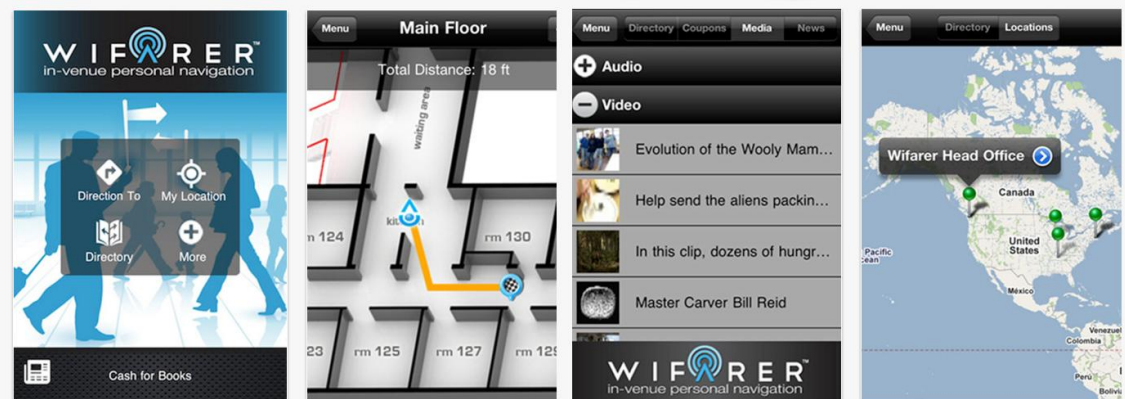 WIFARER™
in-venue personal navigation
Direction To
My Location
Directory
More
Cash for Books
Menu
Main Floor
Total Distance: 18 ft
waiting area
rm 130
rm 125
rm 127
Menu
Directory
Coupons
Media
News
Audio
Video
Evolution of the Wooly Mam...
Help send the aliens packin...
In this clip, dozens of hungr...
Master Carver Bill Reid
WIFARER™
in-venue personal navigation
Menu
Directory
Locations
Wifarer Head Office
Canada
United
States
Pacific
México
Colombia
Perú